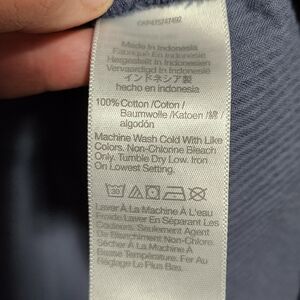 Made In Indonesia
Fabriqué En Indonésie
Hergestellt in Indonesien
Vervaardigd in Indonesië
インドネシア製
hecho en indonesia
100% Cotton /Coton /
Baumwolle /Katoen /綿 /
algodón
Machine Wash Cold With Like
Colors. Non-Chlorine Bleach
Only. Tumble Dry Low. Iron
On Lowest Setting.
30
Laver À La Machine À L'eau
Froide Laver En Séparant Les
Couleurs. Seulement Agent
De Blanchiment Non-Chlore.
Sécher À La Machine À
Basse Température. Fer Au
Réglage Le Plus Bas.